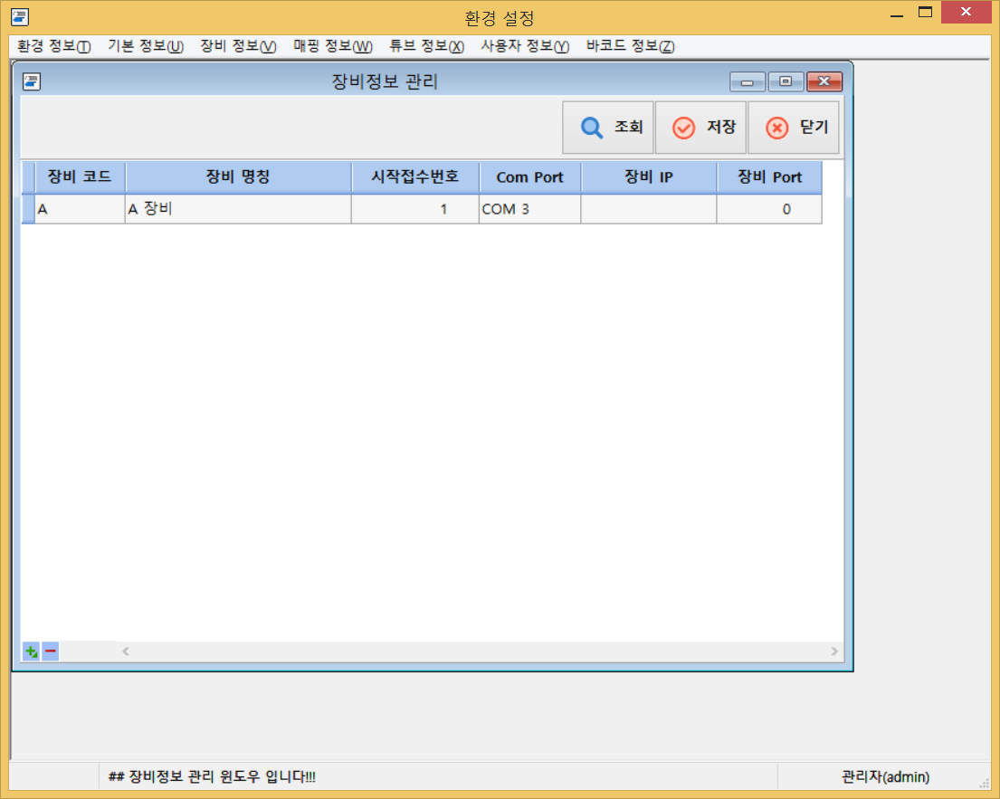 환경 설정
환경 정보(T) 기본 정보(U) 장비 정보(V) 매핑 정보(W) 튜브 정보(X) 사용자 정보(Y) 바코드 정보(Z)
장비정보 관리
조회 저장 닫기
장비 코드 장비 명칭 시작접수번호 Com Port 장비 IP 장비 Port
A A 장비 1 COM 3 0
## 장비정보 관리 윈도우 입니다!!! 관리자(admin)